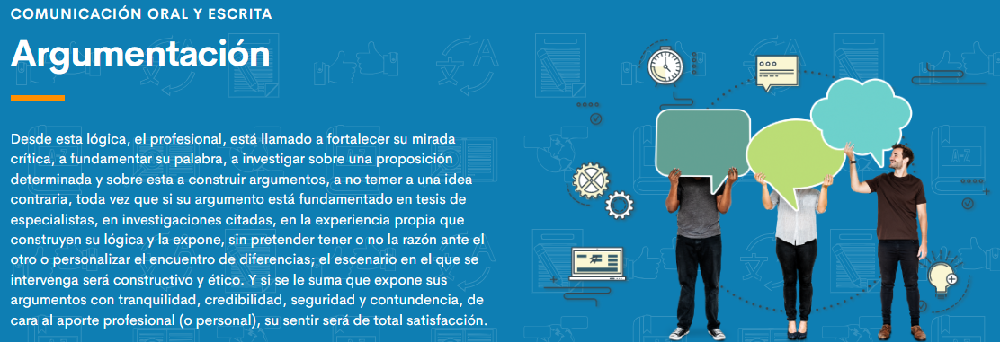 COMUNICACIÓN ORAL Y ESCRITA
Argumentación
Desde esta lógica, el profesional, está llamado a fortalecer su mirada
crítica, a fundamentar su palabra, a investigar sobre una proposición
determinada y sobre esta a construir argumentos, a no temer a una idea
contraria, toda vez que si su argumento está fundamentado en tesis de
especialistas, en investigaciones citadas, en la experiencia propia que
construyen su lógica y la expone, sin pretender tener o no la razón ante el
otro o personalizar el encuentro de diferencias; el escenario en el que se
intervenga será constructivo y ético. Y si se le suma que expone sus
argumentos con tranquilidad, credibilidad, seguridad y contundencia, de
cara al aporte profesional (o personal), su sentir será de total satisfacción.
A-Z